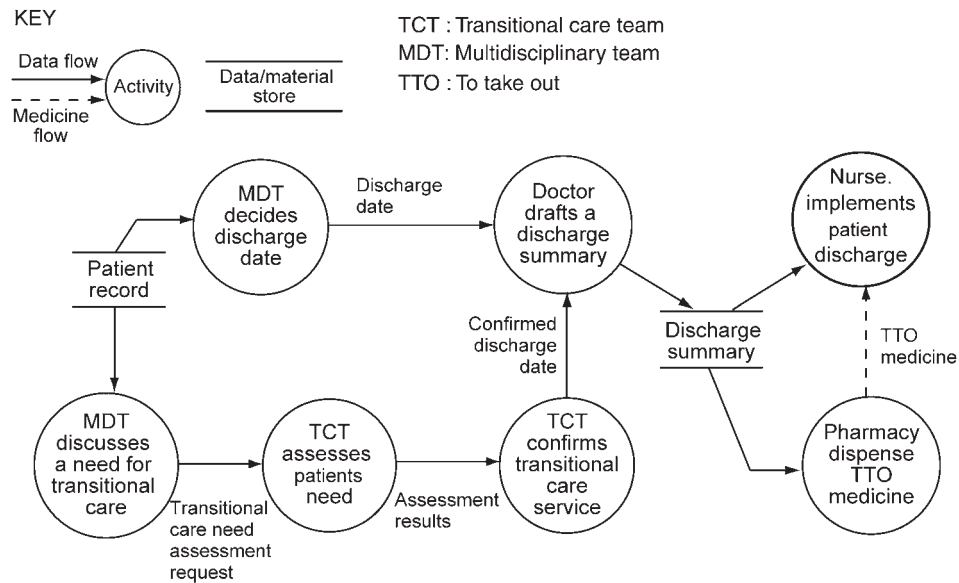 KEY
Data flow
Medicine
flow
Activity
Data/material
store
TCT : Transitional care team
MDT: Multidisciplinary team
TTO : To take out
MDT
decides
discharge
date
Discharge
date
Doctor
drafts a
discharge
summary
Nurse.
implements
patient
discharge
Patient
record
Confirmed
discharge
date
Discharge
summary
TTO
medicine
MDT
discusses
a need for
transitional
care
Transitional
care need
assessment
request
TCT
assesses
patients
need
Assessment
results
TCT
confirms
transitional
care
service
Pharmacy
dispense
TTO
medicine